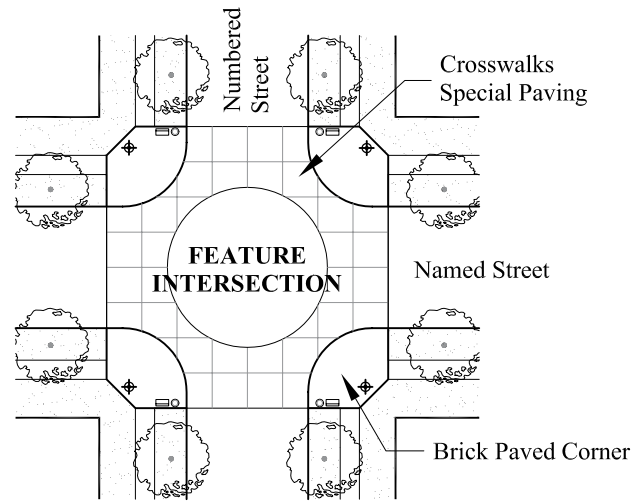 Numbered
Street
Crosswalks
Special Paving
FEATURE
INTERSECTION
Named Street
Brick Paved Corner